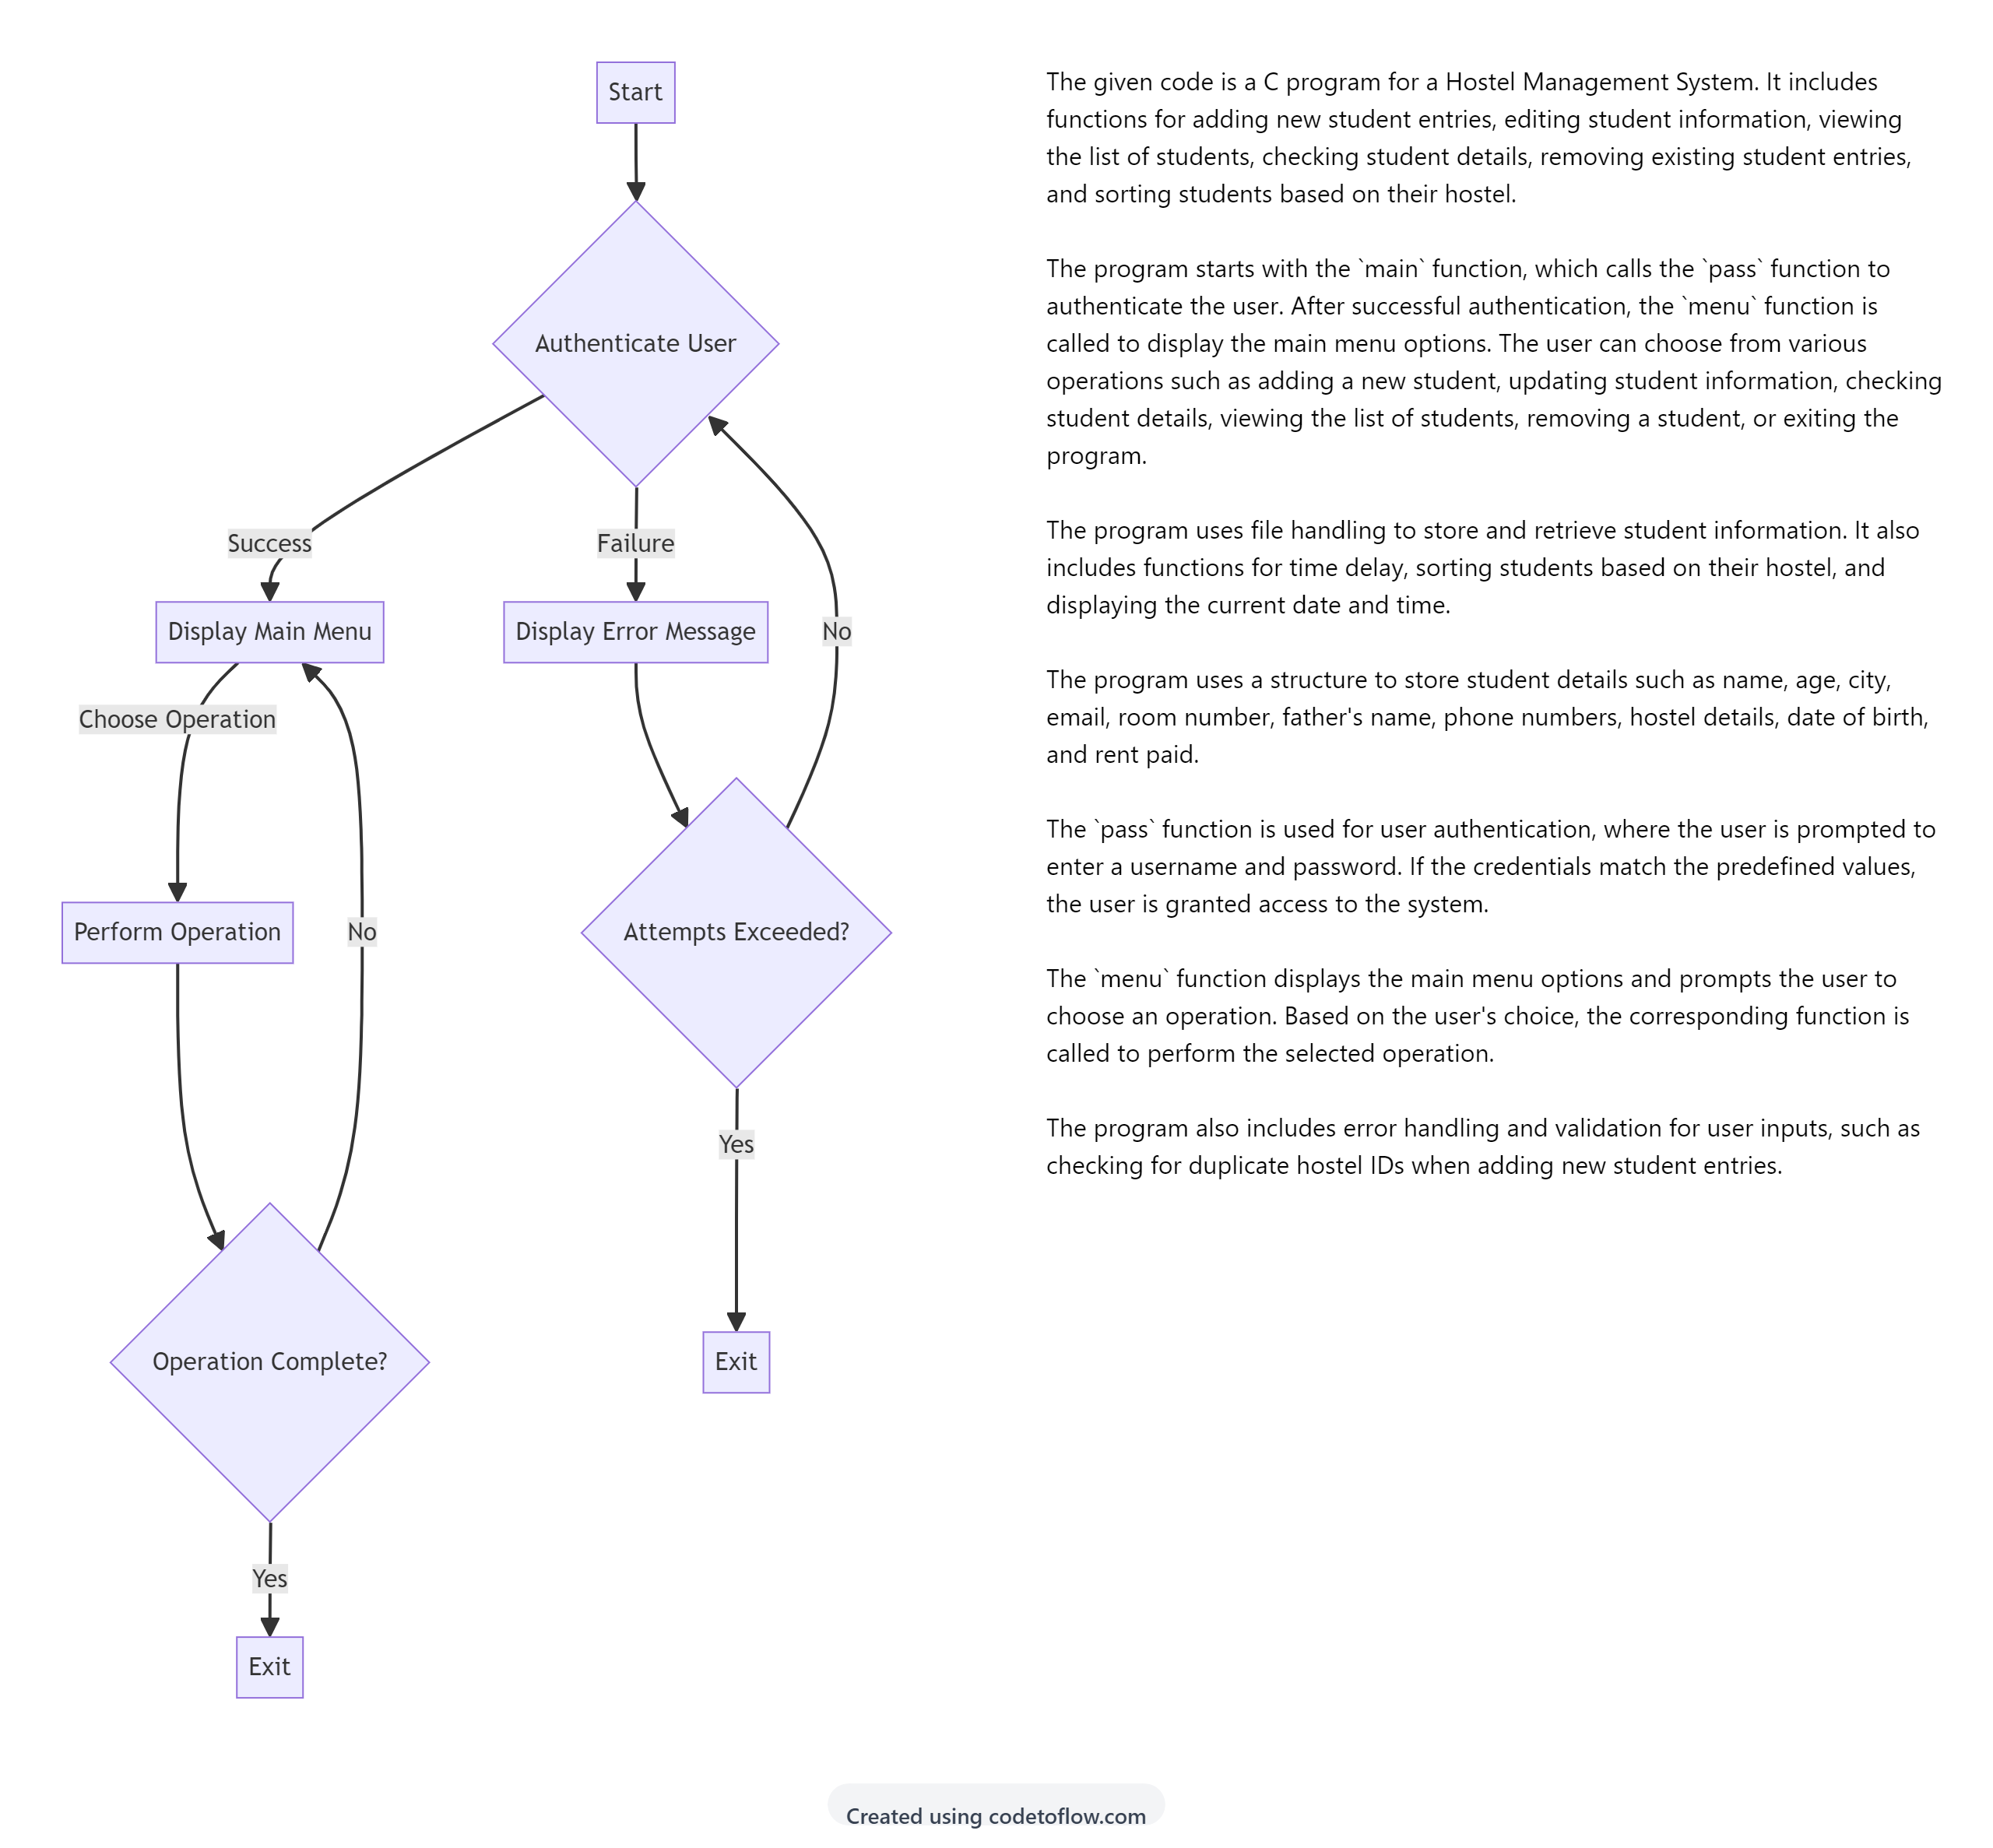 Start
Authenticate User
Success
Failure
Display Main Menu
Display Error Message
No
Choose Operation
Perform Operation
No
Attempts Exceeded?
Yes
Operation Complete?
Exit
Yes
Exit
The given code is a C program for a Hostel Management System. It includes
functions for adding new student entries, editing student information, viewing
the list of students, checking student details, removing existing student entries,
and sorting students based on their hostel.
The program starts with the `main` function, which calls the `pass` function to
authenticate the user. After successful authentication, the `menu` function is
called to display the main menu options. The user can choose from various
operations such as adding a new student, updating student information, checking
student details, viewing the list of students, removing a student, or exiting the
program.
The program uses file handling to store and retrieve student information. It also
includes functions for time delay, sorting students based on their hostel, and
displaying the current date and time.
The program uses a structure to store student details such as name, age, city,
email, room number, father's name, phone numbers, hostel details, date of birth,
and rent paid.
The `pass` function is used for user authentication, where the user is prompted to
enter a username and password. If the credentials match the predefined values,
the user is granted access to the system.
The `menu` function displays the main menu options and prompts the user to
choose an operation. Based on the user's choice, the corresponding function is
called to perform the selected operation.
The program also includes error handling and validation for user inputs, such as
checking for duplicate hostel IDs when adding new student entries.
Created using codetoflow.com